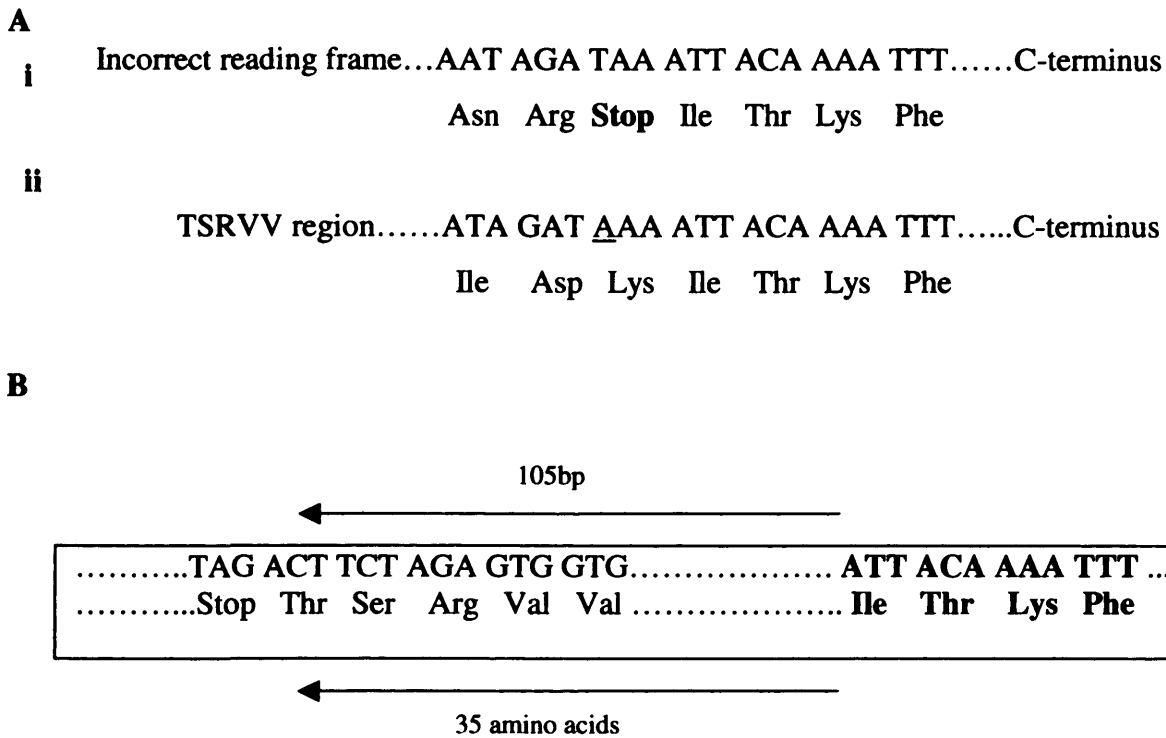 A
i
Incorrect reading frame...AAT AGA TAA ATT ACA AAA TTT......C-terminus
Asn Arg Stop Ile Thr Lys Phe
ii
TSRVV region......ATA GAT AAA ATT ACA AAA TTT......C-terminus
Ile Asp Lys Ile Thr Lys Phe
B
105bp
...........TAG ACT TCT AGA GTG GTG..................... ATT ACA AAA TTT ...
...........Stop Thr Ser Arg Val Val ..................... Ile Thr Lys Phe
35 amino acids